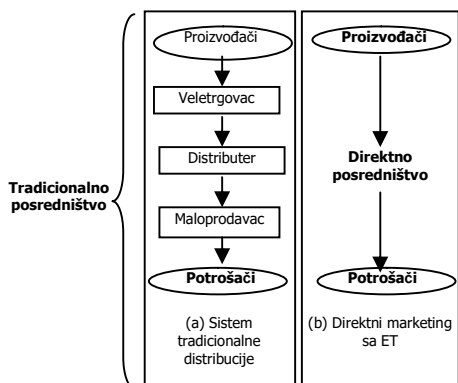 Tradicionalno
posredništvo
Proizvođači
Veletrgovac
Distributer
Maloprodavac
Potrošači
(a) Sistem
tradicionalne
distribucije
Proizvođači
Direktno
posredništvo
Potrošači
(b) Direktni marketing
sa ET